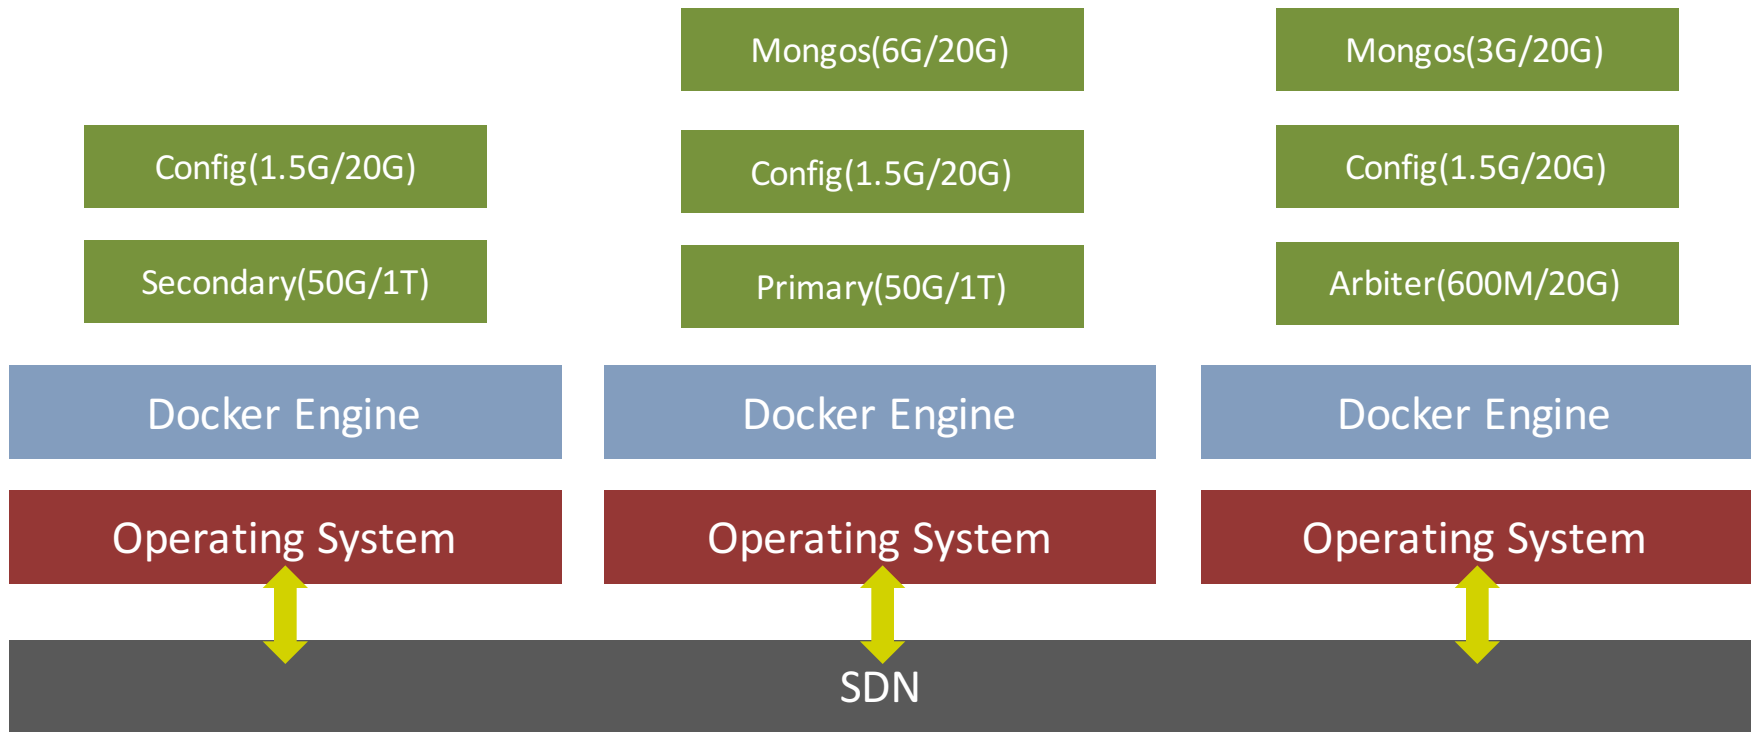 Mongos(6G/20G)
Mongos(3G/20G)
Config(1.5G/20G)
Config(1.5G/20G)
Config(1.5G/20G)
Secondary(50G/1T)
Primary(50G/1T)
Arbiter(600M/20G)
Docker Engine
Docker Engine
Docker Engine
Operating System
Operating System
Operating System
SDN